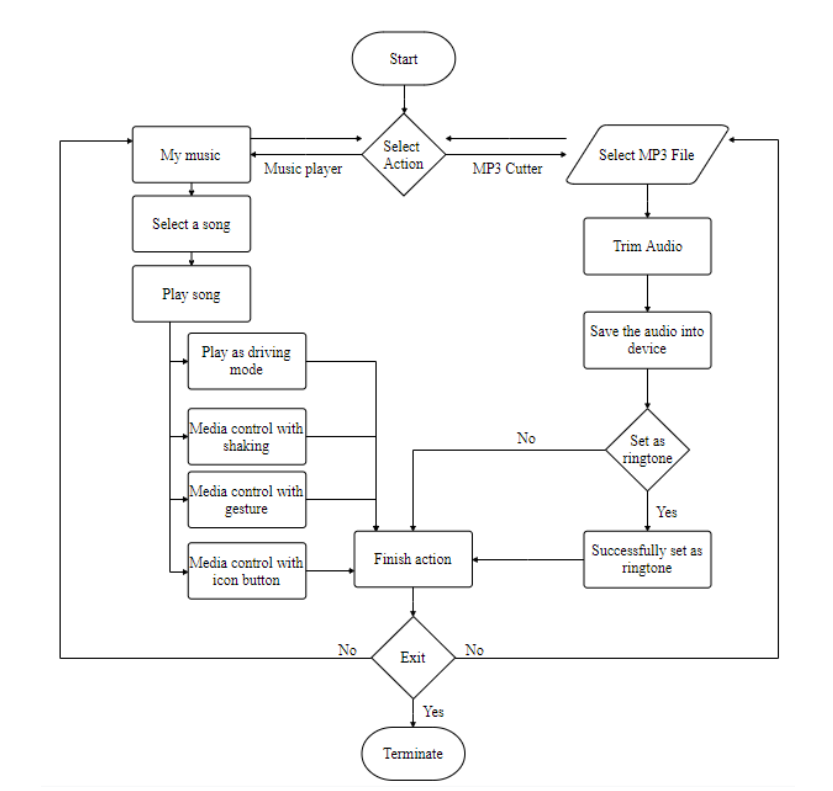 Start
Select
Action
My music
Music player
MP3 Cutter
Select MP3 File
Select a song
Trim Audio
Play song
Save the audio into
device
Play as driving
mode
Media control with
shaking
No
Set as
ringtone
Media control with
gesture
Yes
Media control with
icon button
Finish action
Successfully set as
ringtone
No
Exit
No
Yes
Terminate